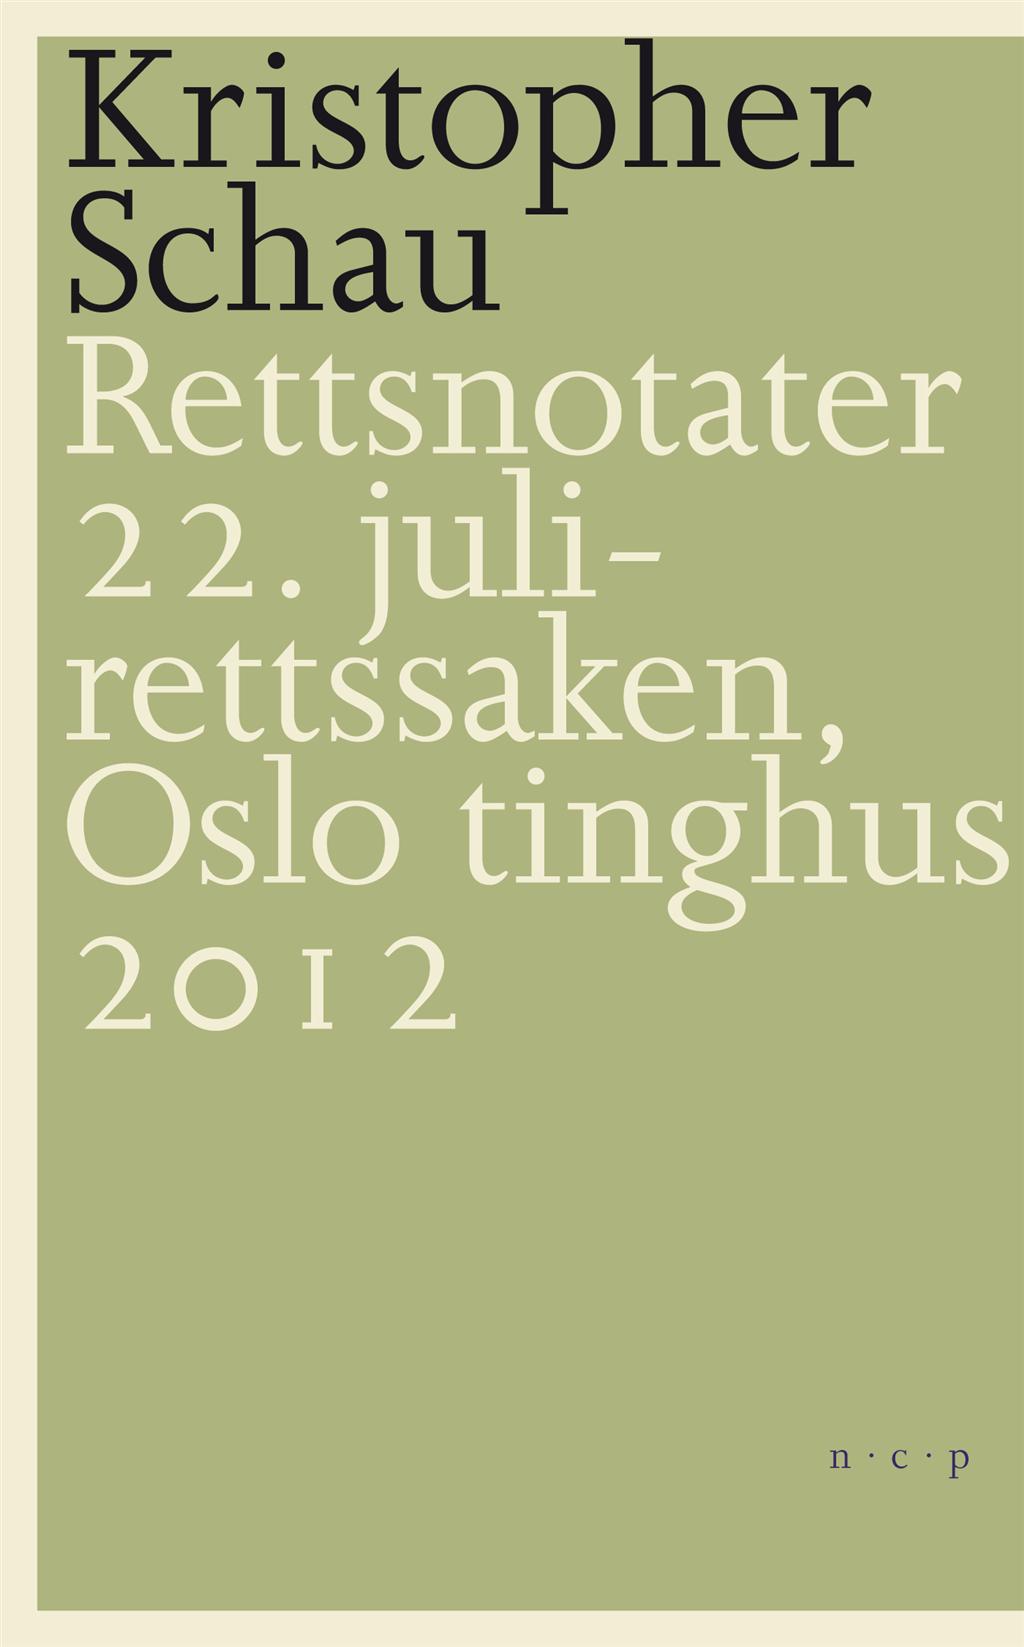 Kristopher
Schau
Rettsnotater
22. juli-
rettssaken,
Oslo tinghus
2012
n · c · p